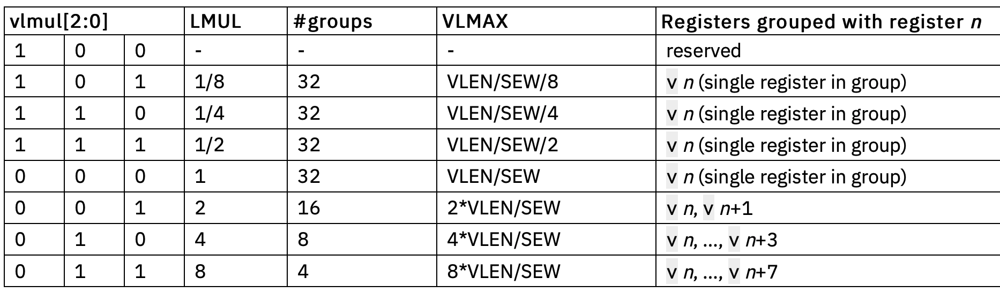 vlmul[2:0] LMUL #groups VLMAX Registers grouped with register n
1 0 0 - - - reserved
1 0 1 1/8 32 VLEN/SEW/8 v n (single register in group)
1 1 0 1/4 32 VLEN/SEW/4 v n (single register in group)
1 1 1 1/2 32 VLEN/SEW/2 v n (single register in group)
0 0 0 1 32 VLEN/SEW v n (single register in group)
0 0 1 2 16 2*VLEN/SEW v n, v n+1
0 1 0 4 8 4*VLEN/SEW v n, ..., v n+3
0 1 1 8 4 8*VLEN/SEW v n, ..., v n+7